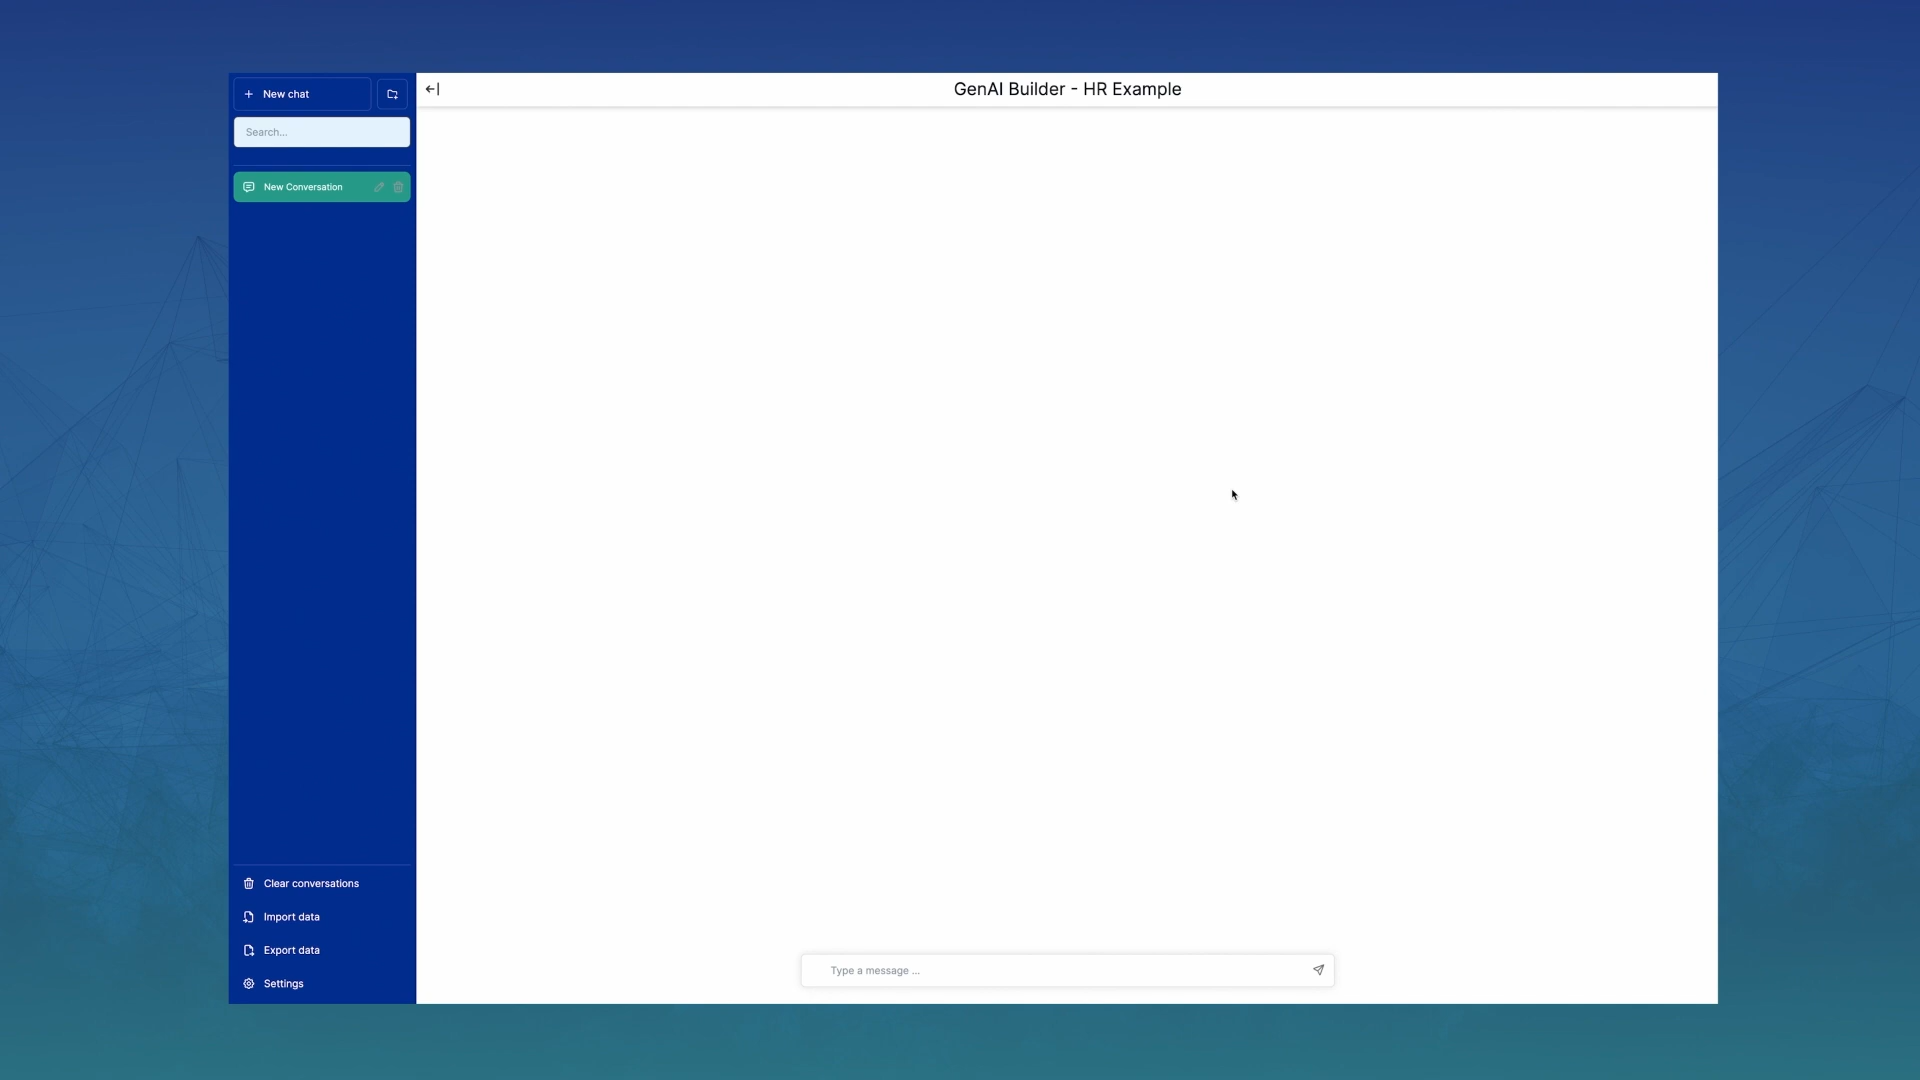 New chat
GenAI Builder - HR Example
Search...
New Conversation
Clear conversations
Import data
Export data
Settings
Type a message ...